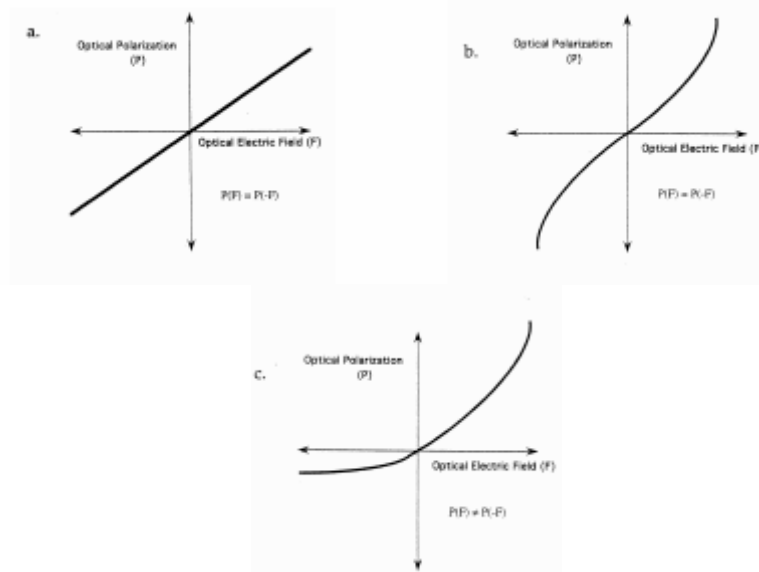 a.
Optical Polarization
(P)
Optical Electric Field (F)
P(F) = P(-F)
b.
Optical Polarization
(P)
Optical Electric Field (F)
P(F) = P(-F)
c.
Optical Polarization
(P)
Optical Electric Field (F)
P(F) ≠ P(-F)